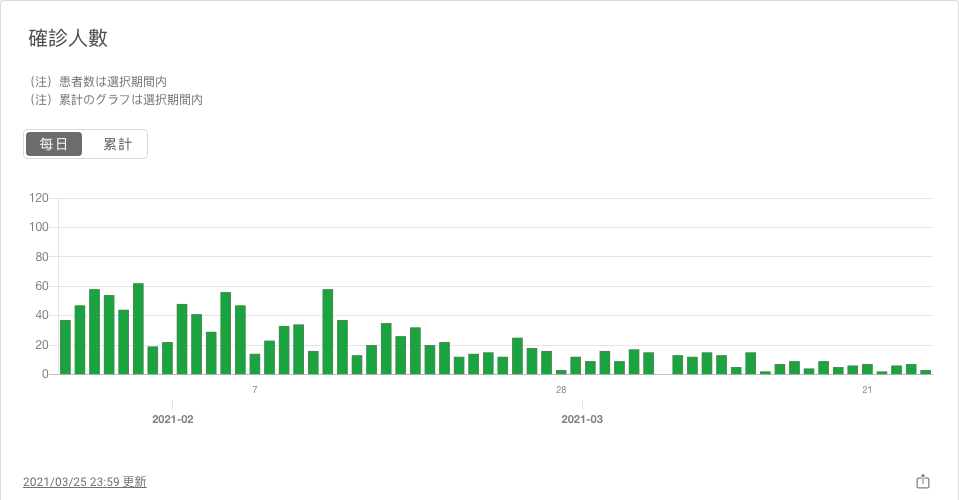 確診人數
（注）患者数は選択期間内
（注）累計のグラフは選択期間内
每日 累計
120
100
80
60
40
20
0
7 28 21
2021-02 2021-03
2021/03/25 23:59 更新